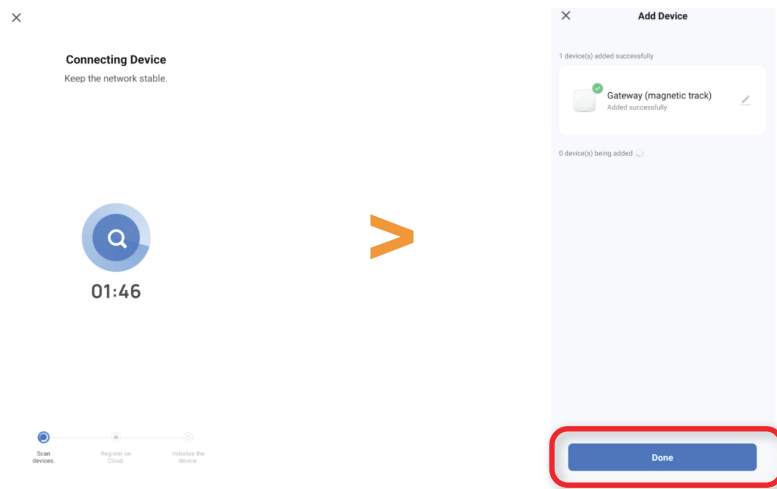 Connecting Device
Keep the network stable.
01:46
Scan
devices.
Register on
Cloud.
Initialize the
device.
>
Add Device
1 device(s) added successfully
Gateway (magnetic track)
Added successfully
0 device(s) being added
Done